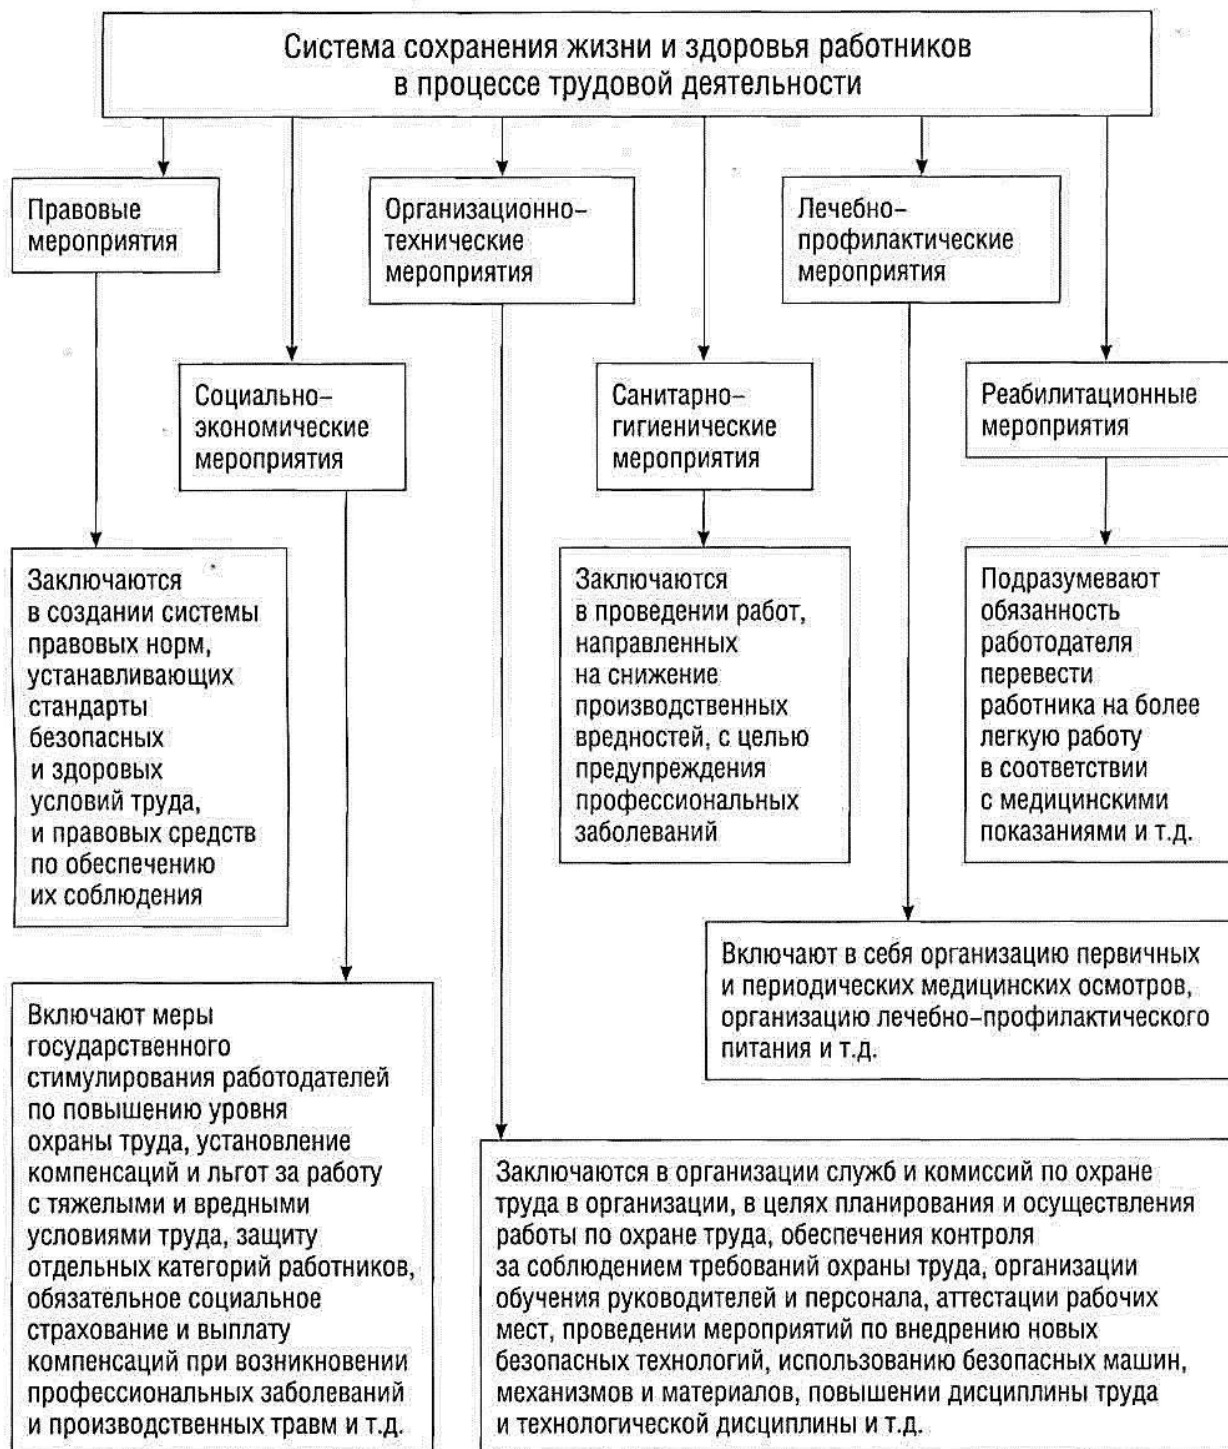 Система сохранения жизни и здоровья работников
в процессе трудовой деятельности
Правовые
мероприятия
Организационно-
технические
мероприятия
Лечебно-
профилактические
мероприятия
Социально-
экономические
мероприятия
Санитарно-
гигиенические
мероприятия
Реабилитационные
мероприятия
Заключаются
в создании системы
правовых норм,
устанавливающих
стандарты
безопасных
и здоровых
условий труда,
и правовых средств
по обеспечению
их соблюдения
Заключаются
в проведении работ,
направленных
на снижение
производственных
вредностей, с целью
предупреждения
профессиональных
заболеваний
Подразумевают
обязанность
работодателя
перевести
работника на более
легкую работу
в соответствии
с медицинскими
показаниями и т.д.
Включают в себя организацию первичных
и периодических медицинских осмотров,
организацию лечебно-профилактического
питания и т.д.
Включают меры
государственного
стимулирования работодателей
по повышению уровня
охраны труда, установление
компенсаций и льгот за работу
с тяжелыми и вредными
условиями труда, защиту
отдельных категорий работников,
обязательное социальное
страхование и выплату
компенсаций при возникновении
профессиональных заболеваний
и производственных травм и т.д.
Заключаются в организации служб и комиссий по охране
труда в организации, в целях планирования и осуществления
работы по охране труда, обеспечения контроля
за соблюдением требований охраны труда, организации
обучения руководителей и персонала, аттестации рабочих
мест, проведении мероприятий по внедрению новых
безопасных технологий, использованию безопасных машин,
механизмов и материалов, повышении дисциплины труда
и технологической дисциплины и т.д.